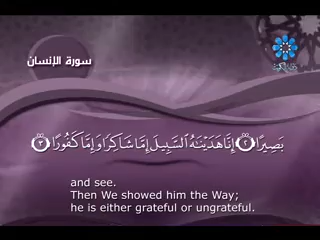 سورة الإنسان
بَصِيرًا ﴿٢﴾ إِنَّا هَدَيْنَٰهُ ٱلسَّبِيلَ إِمَّا شَاكِرًا وَإِمَّا كَفُورًا ﴿٣﴾
and see.
Then We showed him the Way;
he is either grateful or ungrateful.